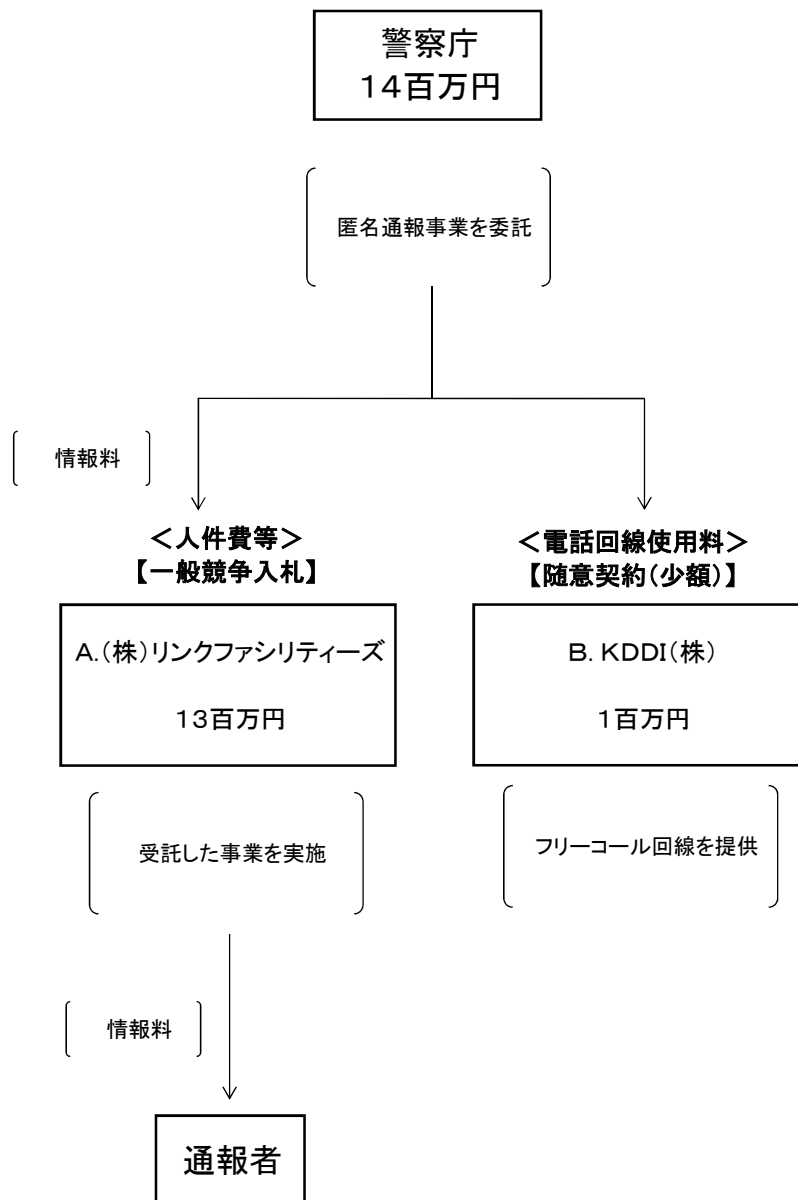 警察庁
14百万円
匿名通報事業を委託
情報料
＜人件費等＞
【一般競争入札】
＜電話回線使用料＞
【随意契約（少額）】
A.（株）リンクファシリティーズ
13百万円
B. KDDI（株）
1百万円
受託した事業を実施
フリーコール回線を提供
情報料
通報者